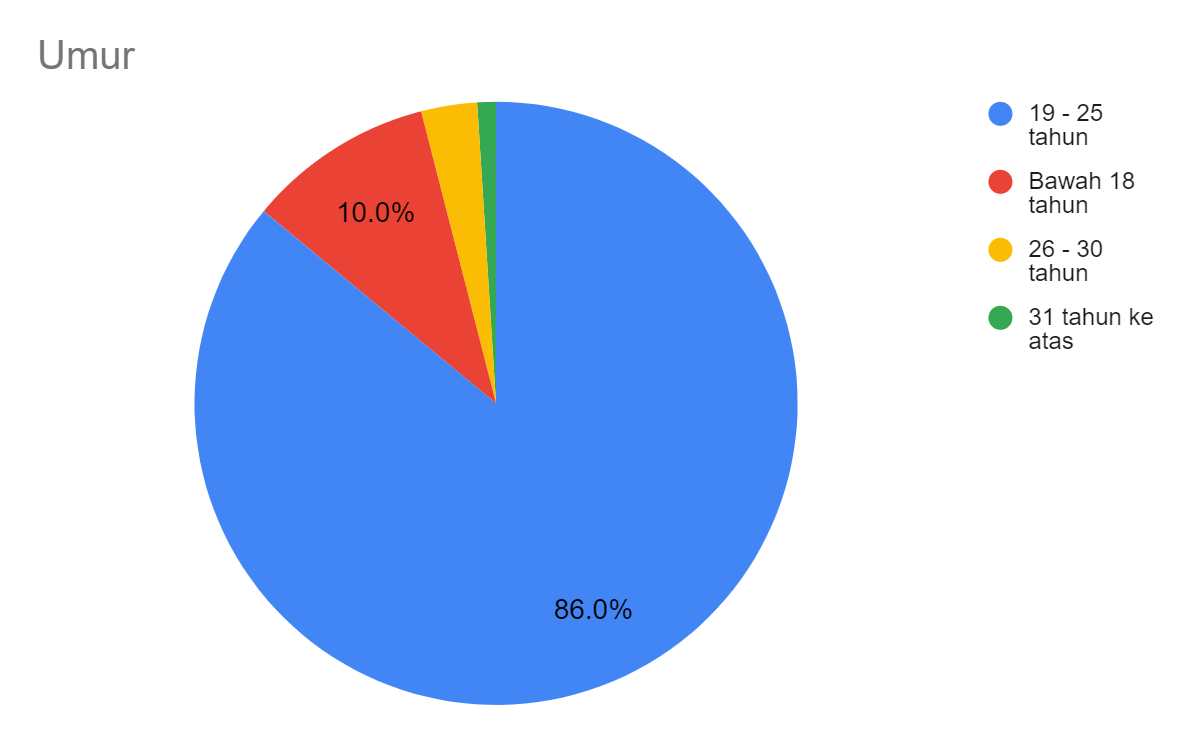 Umur
19 - 25
tahun
Bawah 18
tahun
26 - 30
tahun
31 tahun ke
atas
10.0%
86.0%